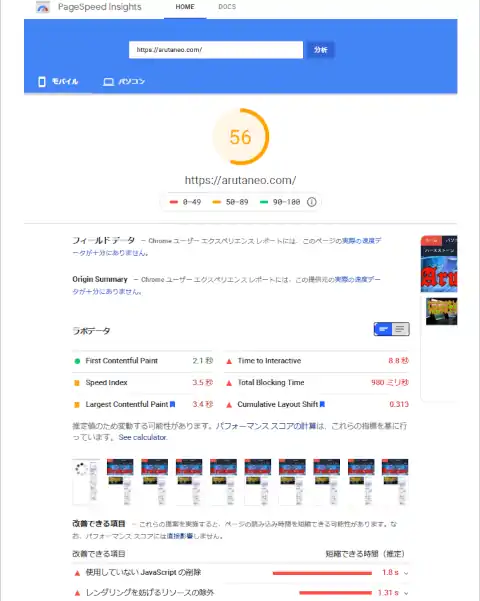 PageSpeed Insights
HOME
DOCS
https://arutaneo.com/
分析
モバイル
パソコン
56
https://arutaneo.com/
0–49
50–89
90–100
フィールド データ – Chrome ユーザー エクスペリエンス レポートには、このページの実際の速度デ
ータが十分にありません。
Origin Summary – Chrome ユーザー エクスペリエンス レポートには、この提供元の実際の速度デー
タが十分にありません。
ラボデータ
First Contentful Paint 2.1 秒
Time to Interactive 8.8 秒
Speed Index 3.5 秒
Total Blocking Time 980 ミリ秒
Largest Contentful Paint 3.4 秒
Cumulative Layout Shift 0.313
推定値のため変動する可能性があります。パフォーマンス スコアの計算は、これらの指標を基に行
っています。See calculator.
改善できる項目 – これらの提案を実施すると、ページの読み込み時間を短縮できる可能性があります。な
お、パフォーマンス スコアには直接影響しません。
改善できる項目
短縮できる時間（推定）
使用していない JavaScript の削除 1.8 s
レンダリングを妨げるリソースの除外 1.31 s